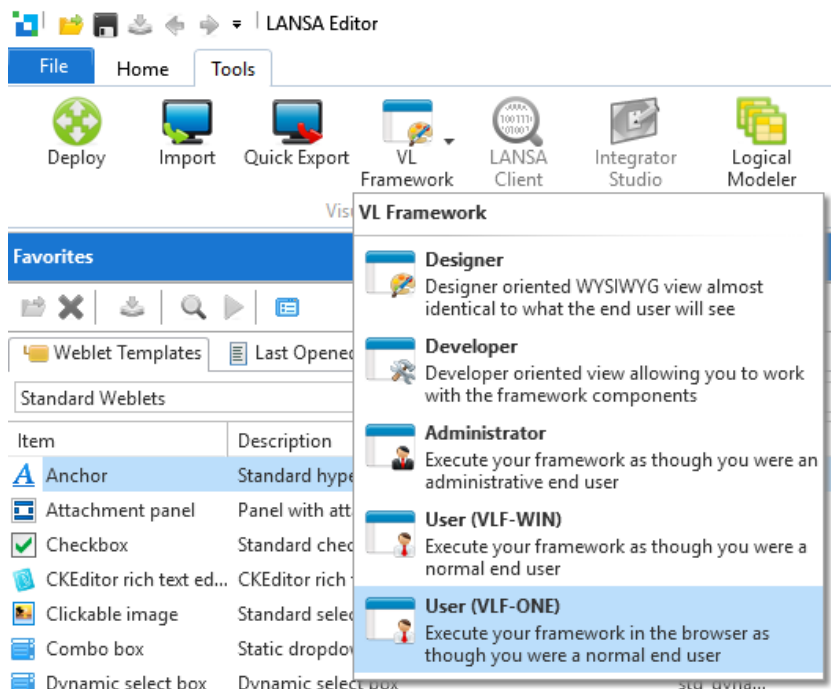 LANSA Editor
File Home Tools
Deploy Import Quick Export VL Framework LANSA Client Integrator Studio Logical Modeler
VL Framework
Favorites
Designer
Designer oriented WYSIWYG view almost
identical to what the end user will see
Developer
Developer oriented view allowing you to work
with the framework components
Administrator
Execute your framework as though you were an
administrative end user
User (VLF-WIN)
Execute your framework as though you were a
normal end user
User (VLF-ONE)
Execute your framework in the browser as
though you were a normal end user
Weblet Templates Last Opened
Standard Weblets
Item Description
Anchor Standard hype
Attachment panel Panel with att
Checkbox Standard chec
CKEditor rich text ed... CKEditor rich
Clickable image Standard selec
Combo box Static dropdo
Dynamic select box Dynamic select box